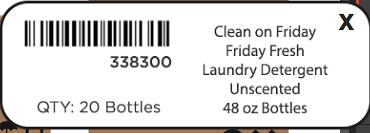 X
338300
QTY: 20 Bottles
Clean on Friday
Friday Fresh
Laundry Detergent
Unscented
48 oz Bottles